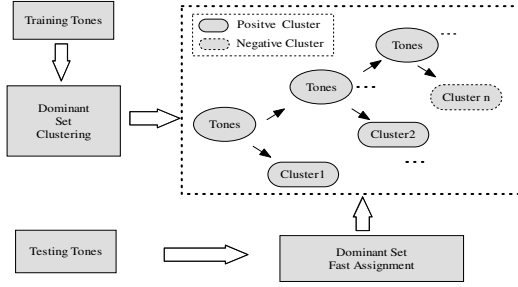 Training Tones
Positve Cluster
Negative Cluster
Tones
Tones
Cluster n
Dominant
Set
Clustering
Tones
Cluster2
Cluster1
Testing Tones
Dominant Set
Fast Assignment